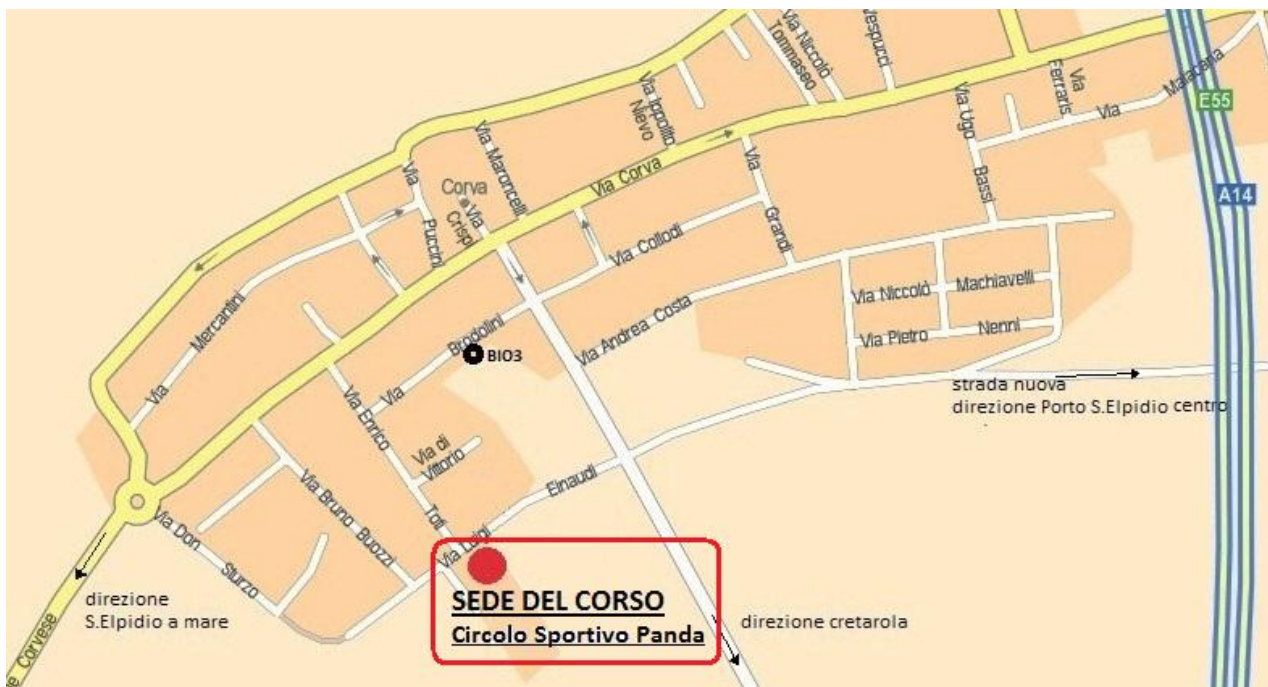 Via Niccolò
Tommaseo
Vespucci
Via
Ferraris
Via
Malacaria
E55
A14
Via Ippolito
Nievo
Via Ugo
Bassi
Via Maroncelli
Via Corva
Via
Puccini
Corva
Via
Crispi
Via
Grandi
Via Collodi
Via
Mercantini
Via
Brodolini
BIO3
Via Andrea Costa
Via Niccolò
Machiavelli
Via Pietro
Nenni
strada nuova
direzione Porto S.Elpidio centro
Via Enrico
Toti
Via di
Vittorio
Via Luigi
Einaudi
Via Bruno Buozzi
Via Don
Sturzo
direzione
S.Elpidio a mare
e Corvese
SEDE DEL CORSO
Circolo Sportivo Panda
direzione cretarola